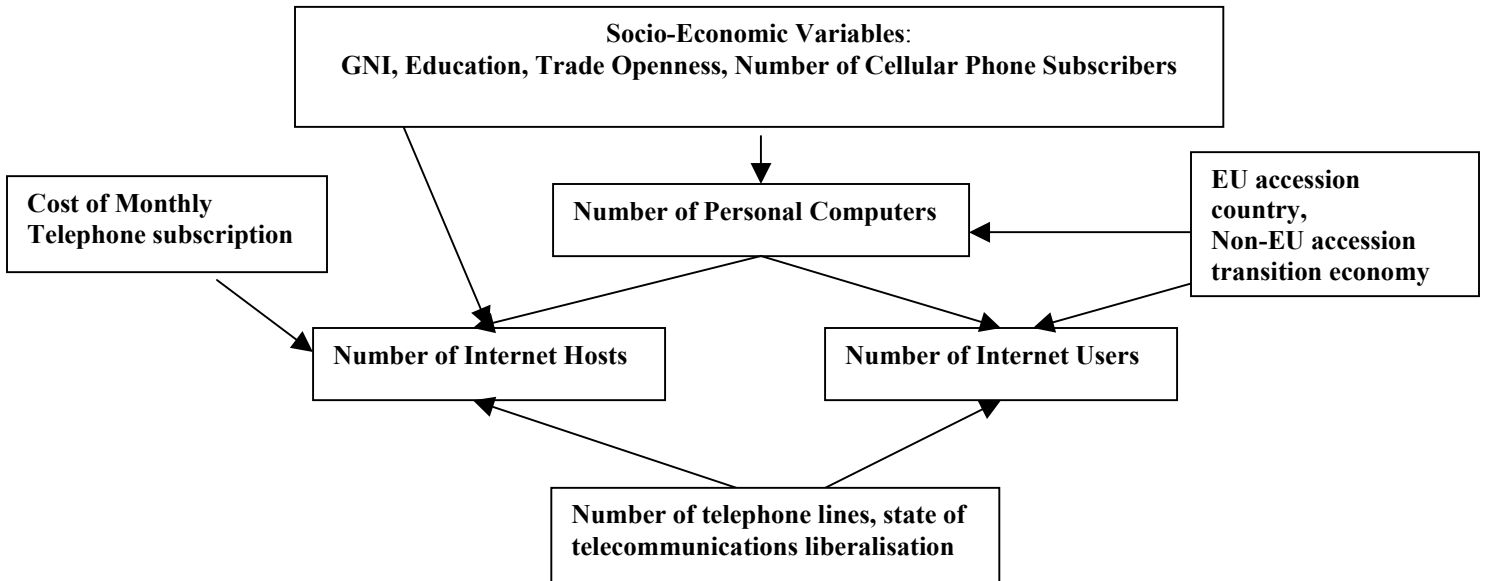 Socio-Economic Variables:
GNI, Education, Trade Openness, Number of Cellular Phone Subscribers
Cost of Monthly
Telephone subscription
Number of Personal Computers
EU accession
country,
Non-EU accession
transition economy
Number of Internet Hosts
Number of Internet Users
Number of telephone lines, state of
telecommunications liberalisation